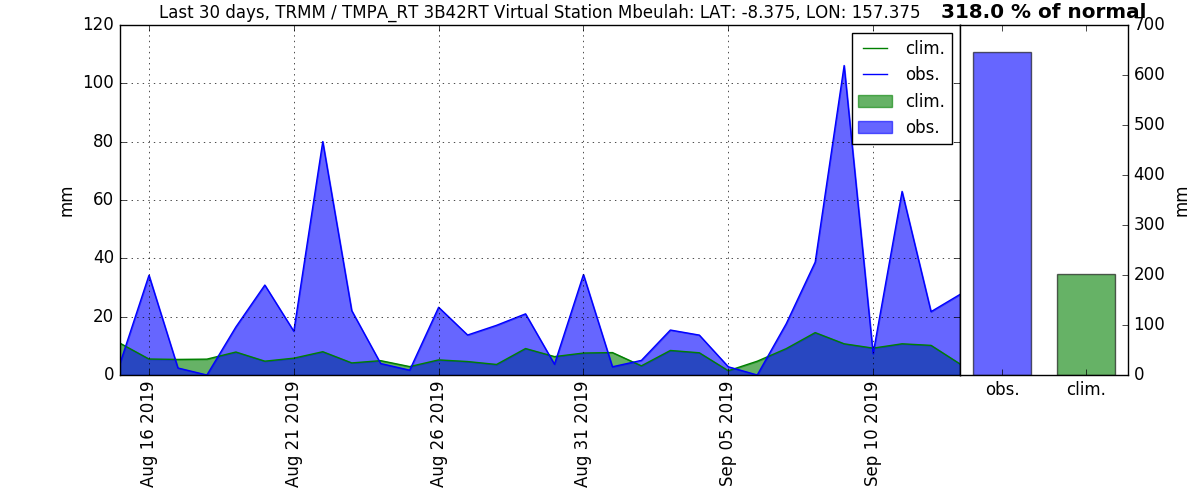 Last 30 days, TRMM / TMPA_RT 3B42RT Virtual Station Mbeulah: LAT: -8.375, LON: 157.375
318.0 % of normal
120
100
80
60
40
20
0
mm
clim.
obs.
clim.
obs.
Aug 16 2019
Aug 21 2019
Aug 26 2019
Aug 31 2019
Sep 05 2019
Sep 10 2019
700
600
500
400
300
200
100
0
mm
obs.
clim.